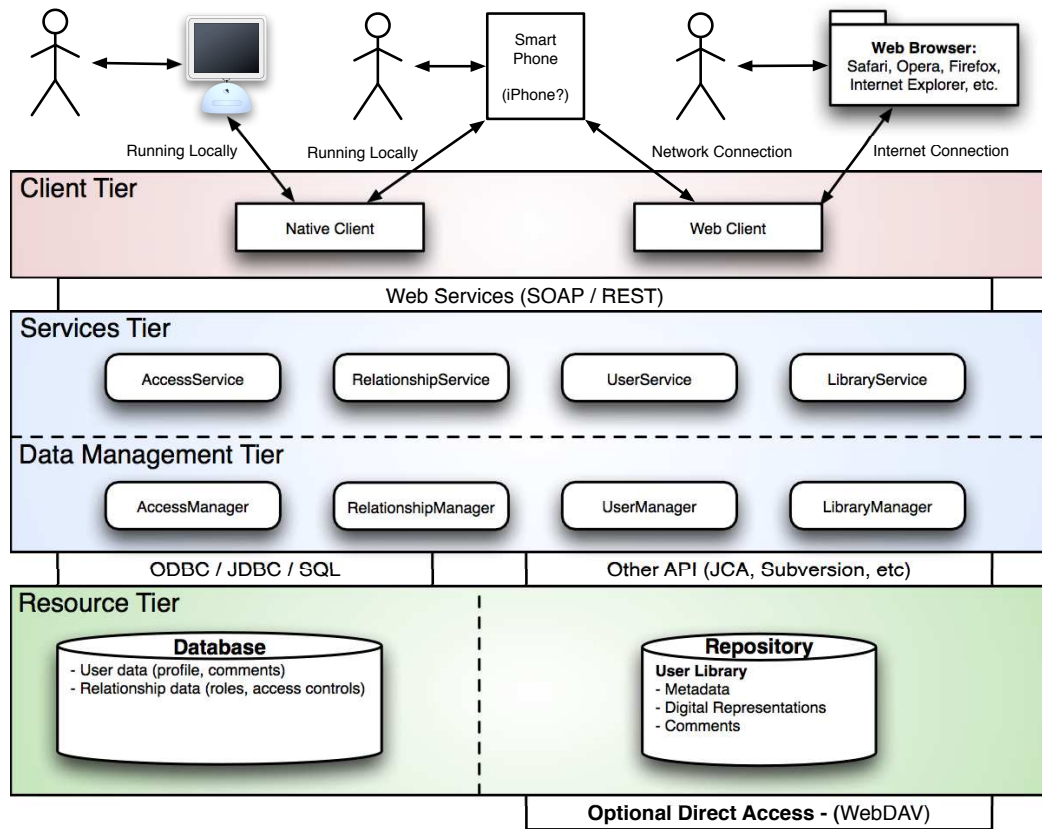 Smart
Phone
(iPhone?)
Web Browser:
Safari, Opera, Firefox,
Internet Explorer, etc.
Running Locally
Running Locally
Network Connection
Internet Connection
Client Tier
Native Client
Web Client
Web Services (SOAP / REST)
Services Tier
AccessService
RelationshipService
UserService
LibraryService
Data Management Tier
AccessManager
RelationshipManager
UserManager
LibraryManager
ODBC / JDBC / SQL
Other API (JCA, Subversion, etc)
Resource Tier
Database
- User data (profile, comments)
- Relationship data (roles, access controls)
Repository
User Library
- Metadata
- Digital Representations
- Comments
Optional Direct Access - (WebDAV)